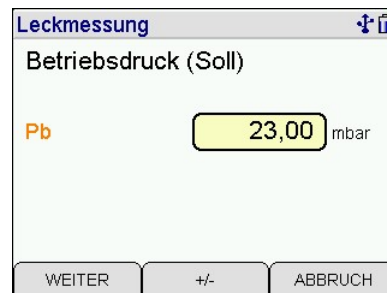 Leckmessung
Betriebsdruck (Soll)
Pb 23,00 mbar
WEITER +/- ABBRUCH